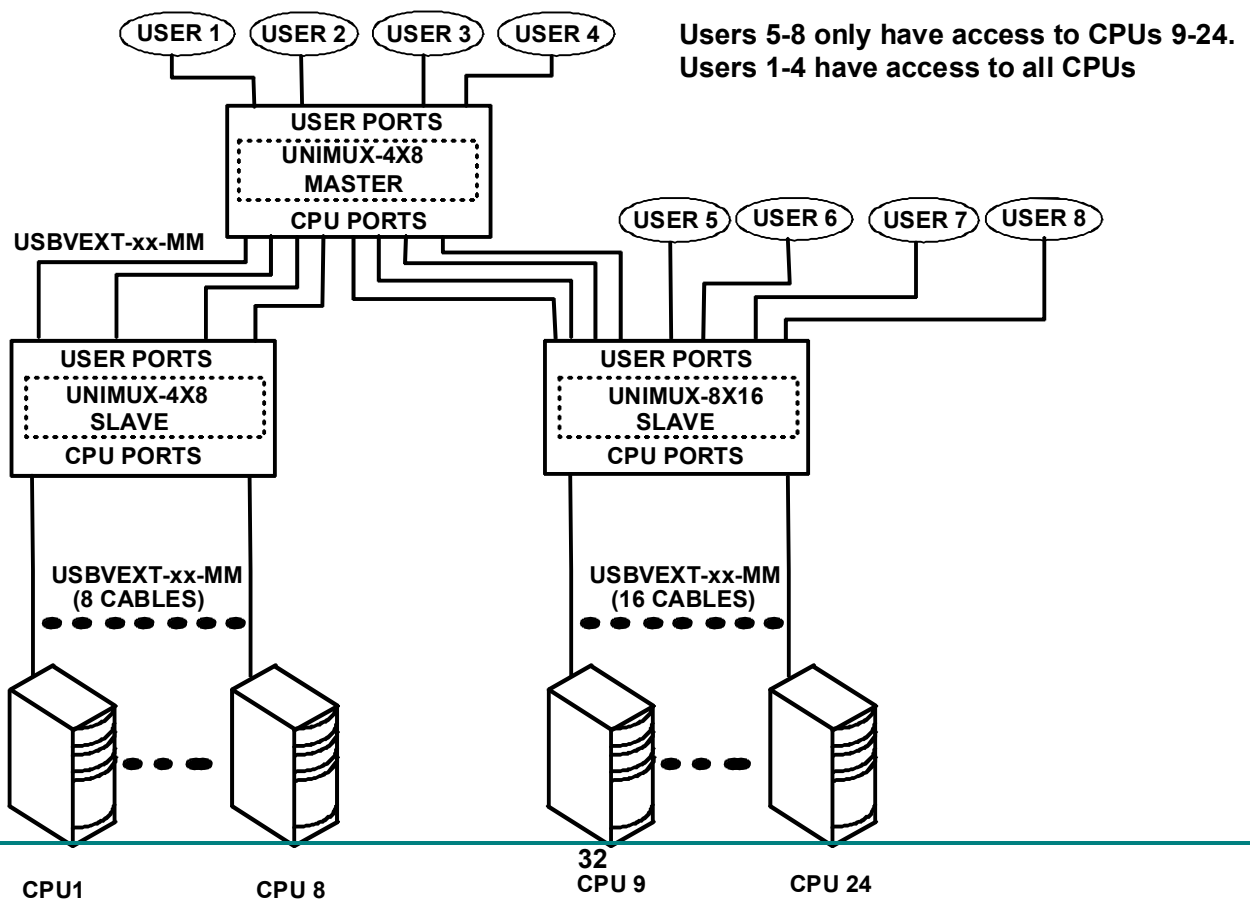 USER 1
USER 2
USER 3
USER 4
Users 5-8 only have access to CPUs 9-24.
Users 1-4 have access to all CPUs
USER PORTS
UNIMUX-4X8
MASTER
CPU PORTS
USER 5
USER 6
USER 7
USER 8
USBVEXT-xx-MM
USER PORTS
UNIMUX-4X8
SLAVE
CPU PORTS
USER PORTS
UNIMUX-8X16
SLAVE
CPU PORTS
USBVEXT-xx-MM
(8 CABLES)
USBVEXT-xx-MM
(16 CABLES)
32
CPU1
CPU 8
CPU 9
CPU 24